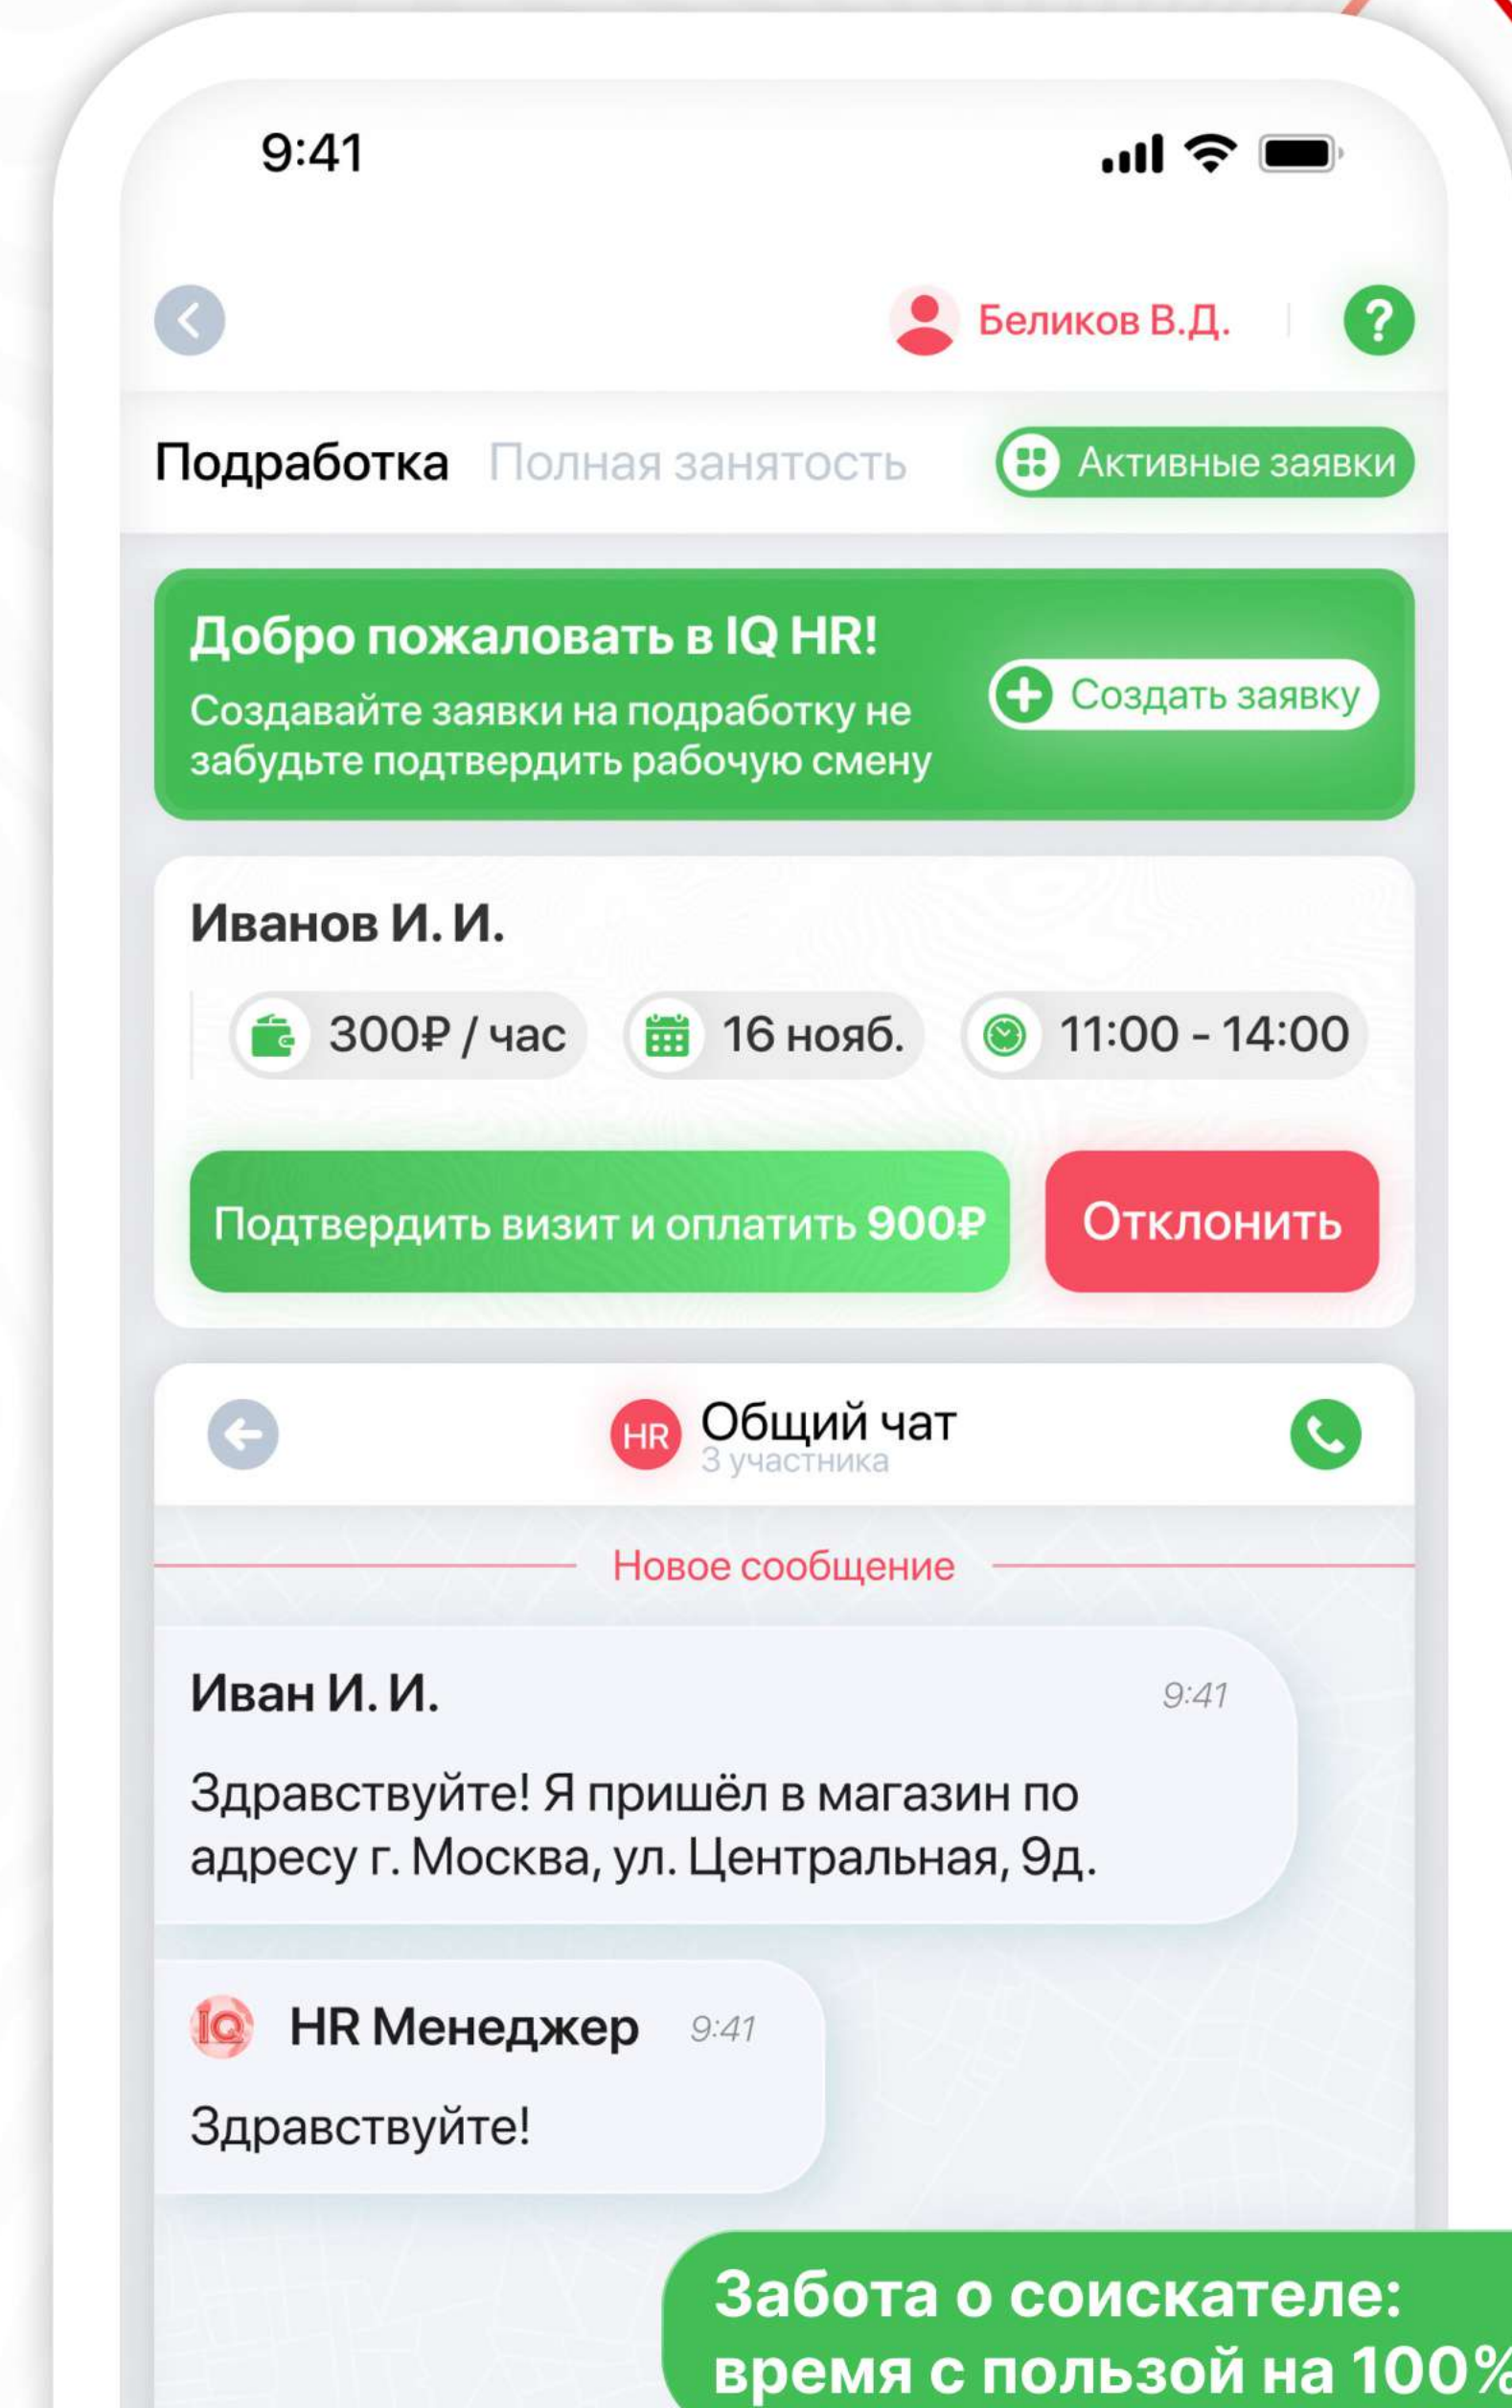 9:41
Беликов В.Д.
?
Подработка Полная занятость Активные заявки
Добро пожаловать в IQ HR!
Создавайте заявки на подработку не
забудьте подтвердить рабочую смену
Создать заявку
Иванов И. И.
300₽ / час 16 нояб. 11:00 - 14:00
Подтвердить визит и оплатить 900₽ Отклонить
HR Общий чат
3 участника
Новое сообщение
Иван И. И. 9:41
Здравствуйте! Я пришёл в магазин по
адресу г. Москва, ул. Центральная, 9д.
IQ HR Менеджер 9:41
Здравствуйте!
Забота о соискателе:
время с пользой на 100%